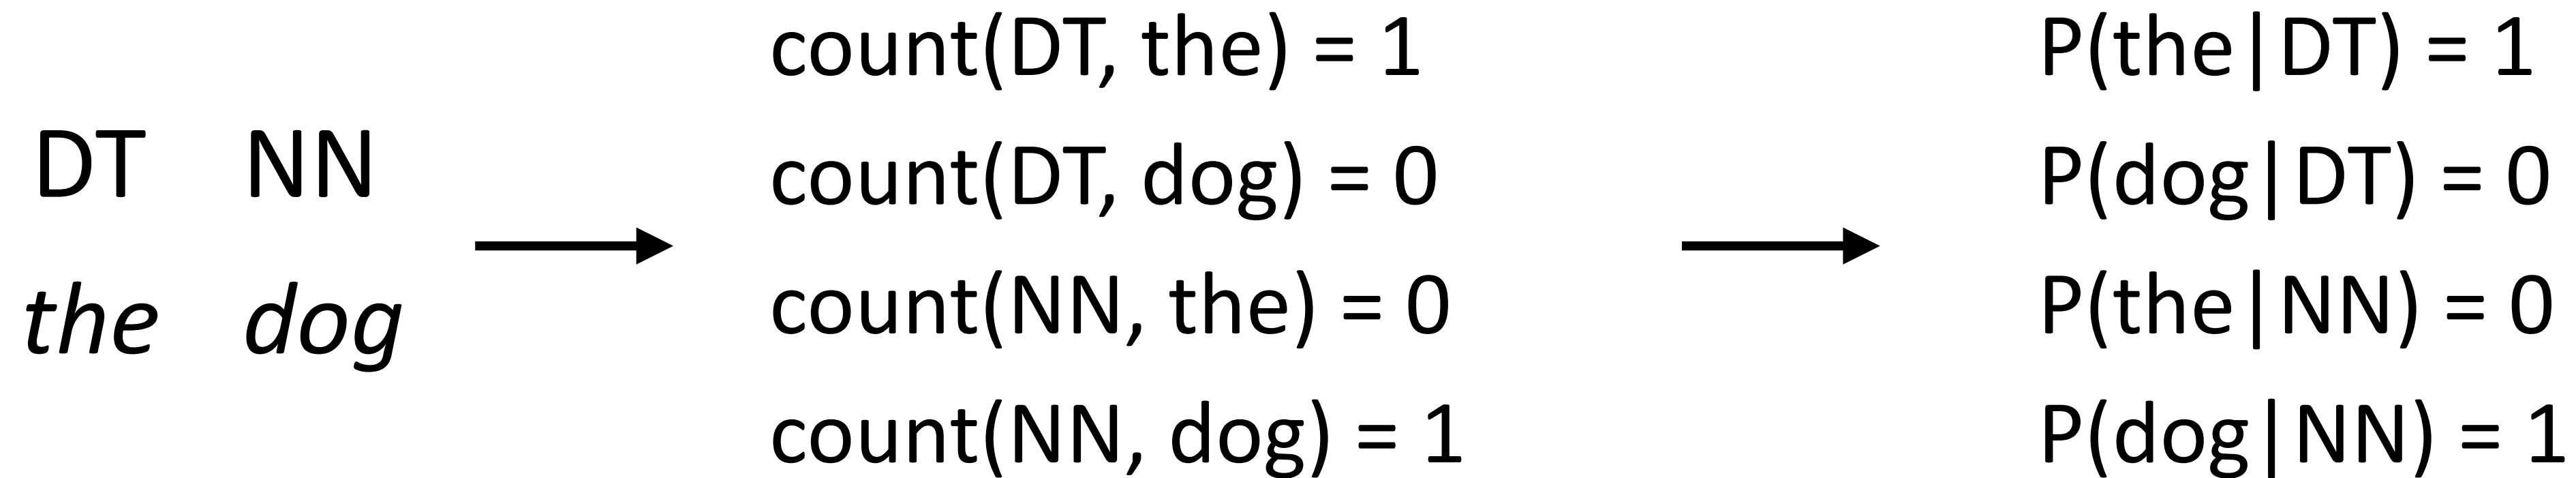 DT NN
the dog
count(DT, the) = 1
count(DT, dog) = 0
count(NN, the) = 0
count(NN, dog) = 1
P(the|DT) = 1
P(dog|DT) = 0
P(the|NN) = 0
P(dog|NN) = 1